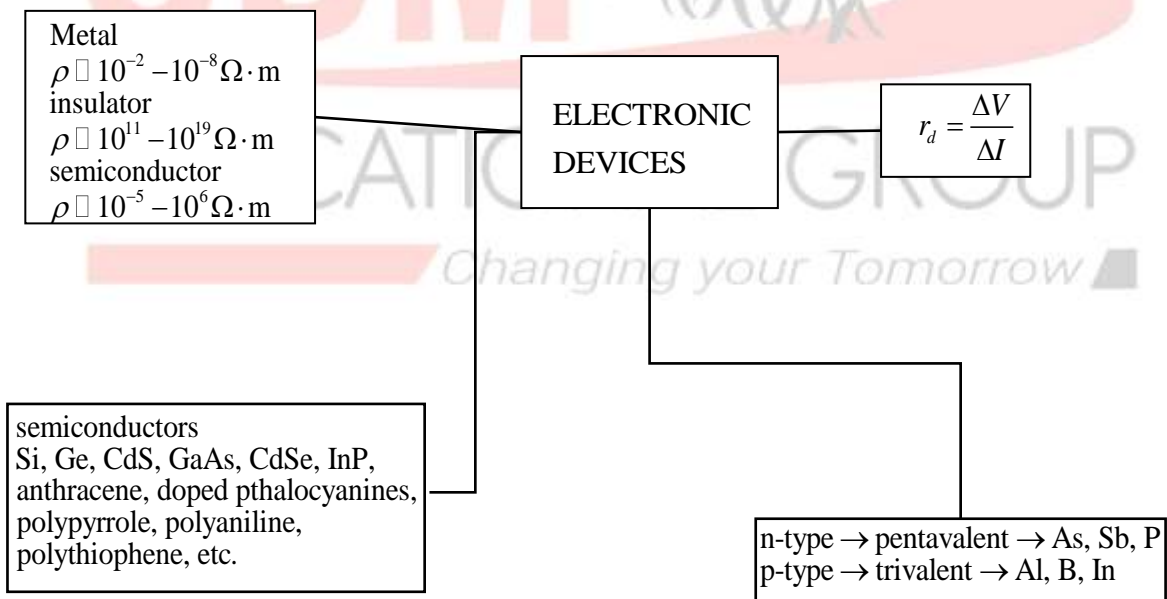 Metal
ρ □ 10⁻² – 10⁻⁸ Ω · m
insulator
ρ □ 10¹¹ – 10¹⁹ Ω · m
semiconductor
ρ □ 10⁻⁵ – 10⁶ Ω · m
ELECTRONIC
DEVICES
r_d = ΔV / ΔI
CATIO GROUP
Changing your Tomorrow
semiconductors
Si, Ge, CdS, GaAs, CdSe, InP,
anthracene, doped pthalocyanines,
polypyrrole, polyaniline,
polythiophene, etc.
n-type → pentavalent → As, Sb, P
p-type → trivalent → Al, B, In